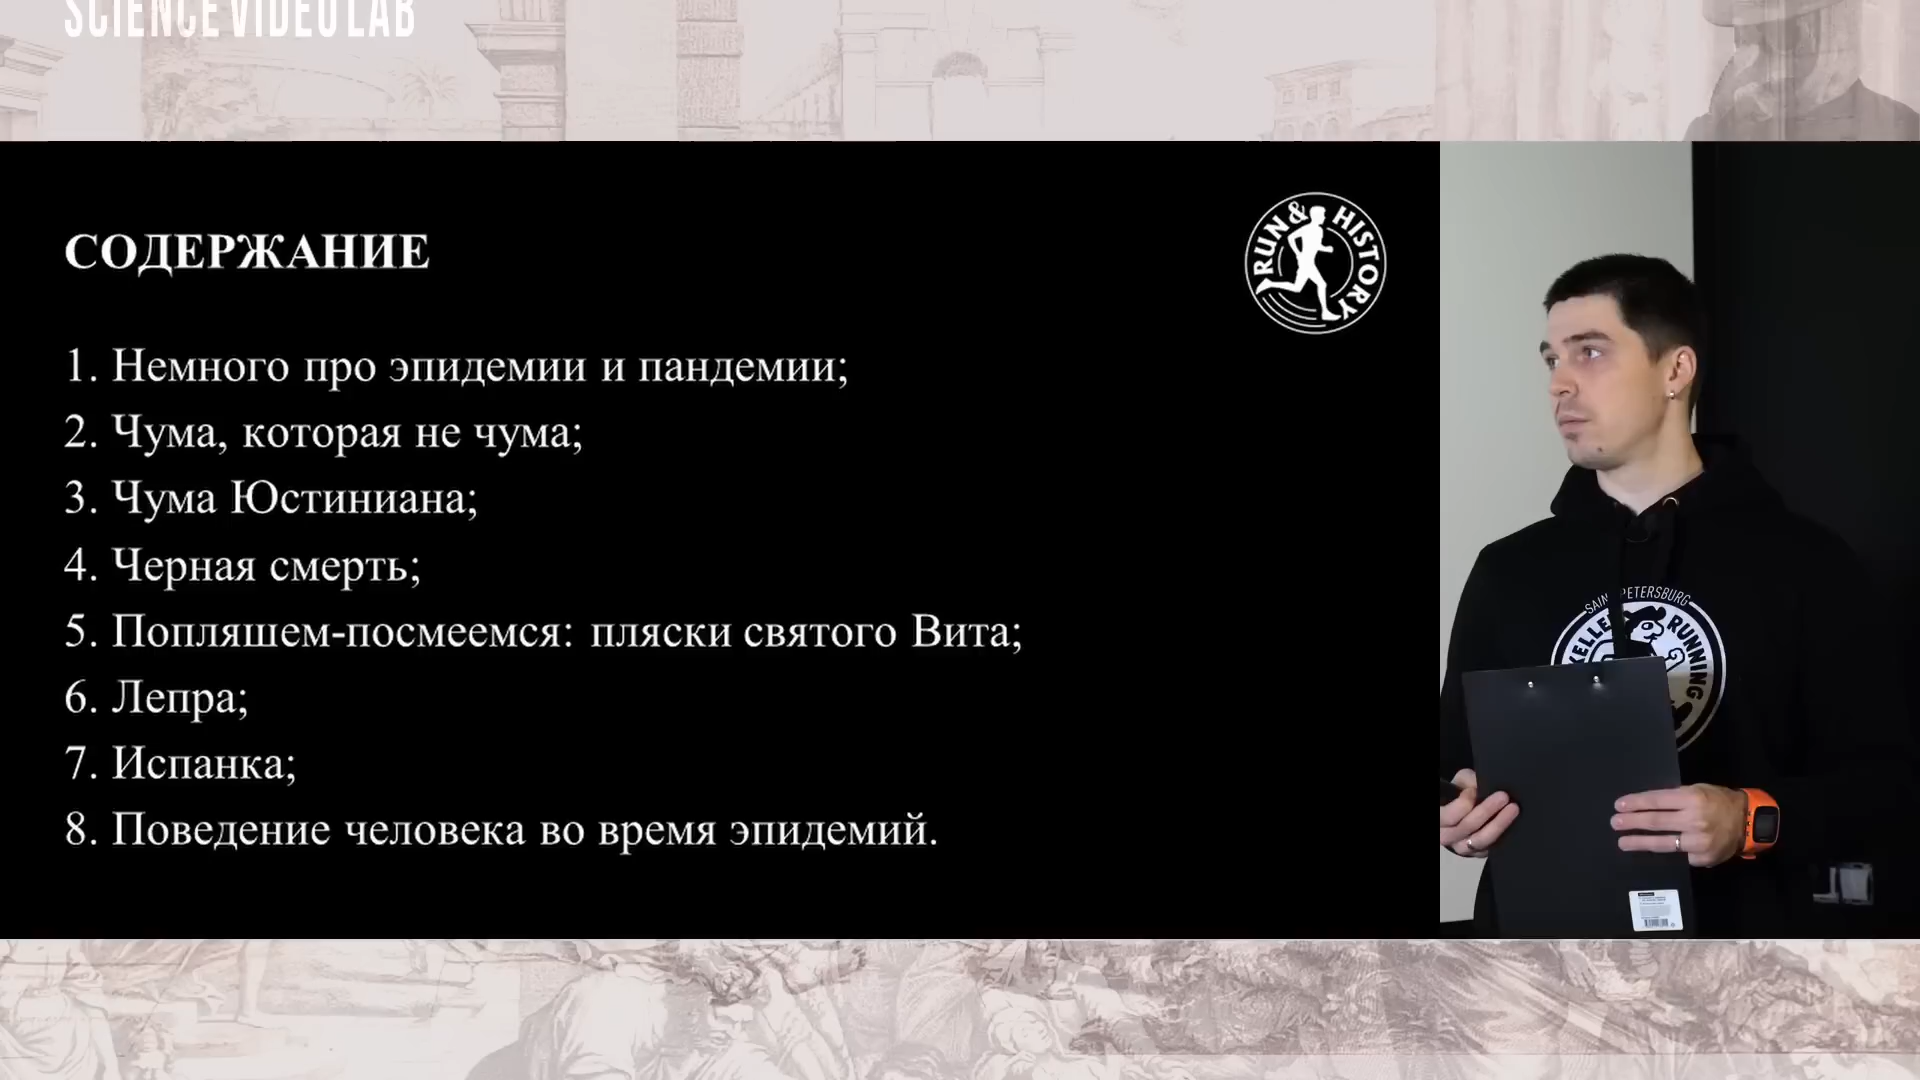 SCIENCE VIDEO LAB
СОДЕРЖАНИЕ
RUN & HISTORY
1. Немного про эпидемии и пандемии;
2. Чума, которая не чума;
3. Чума Юстиниана;
4. Черная смерть;
5. Попляшем-посмеемся: пляски святого Вита;
6. Лепра;
7. Испанка;
8. Поведение человека во время эпидемий.
PETERSBURG
RUNNING